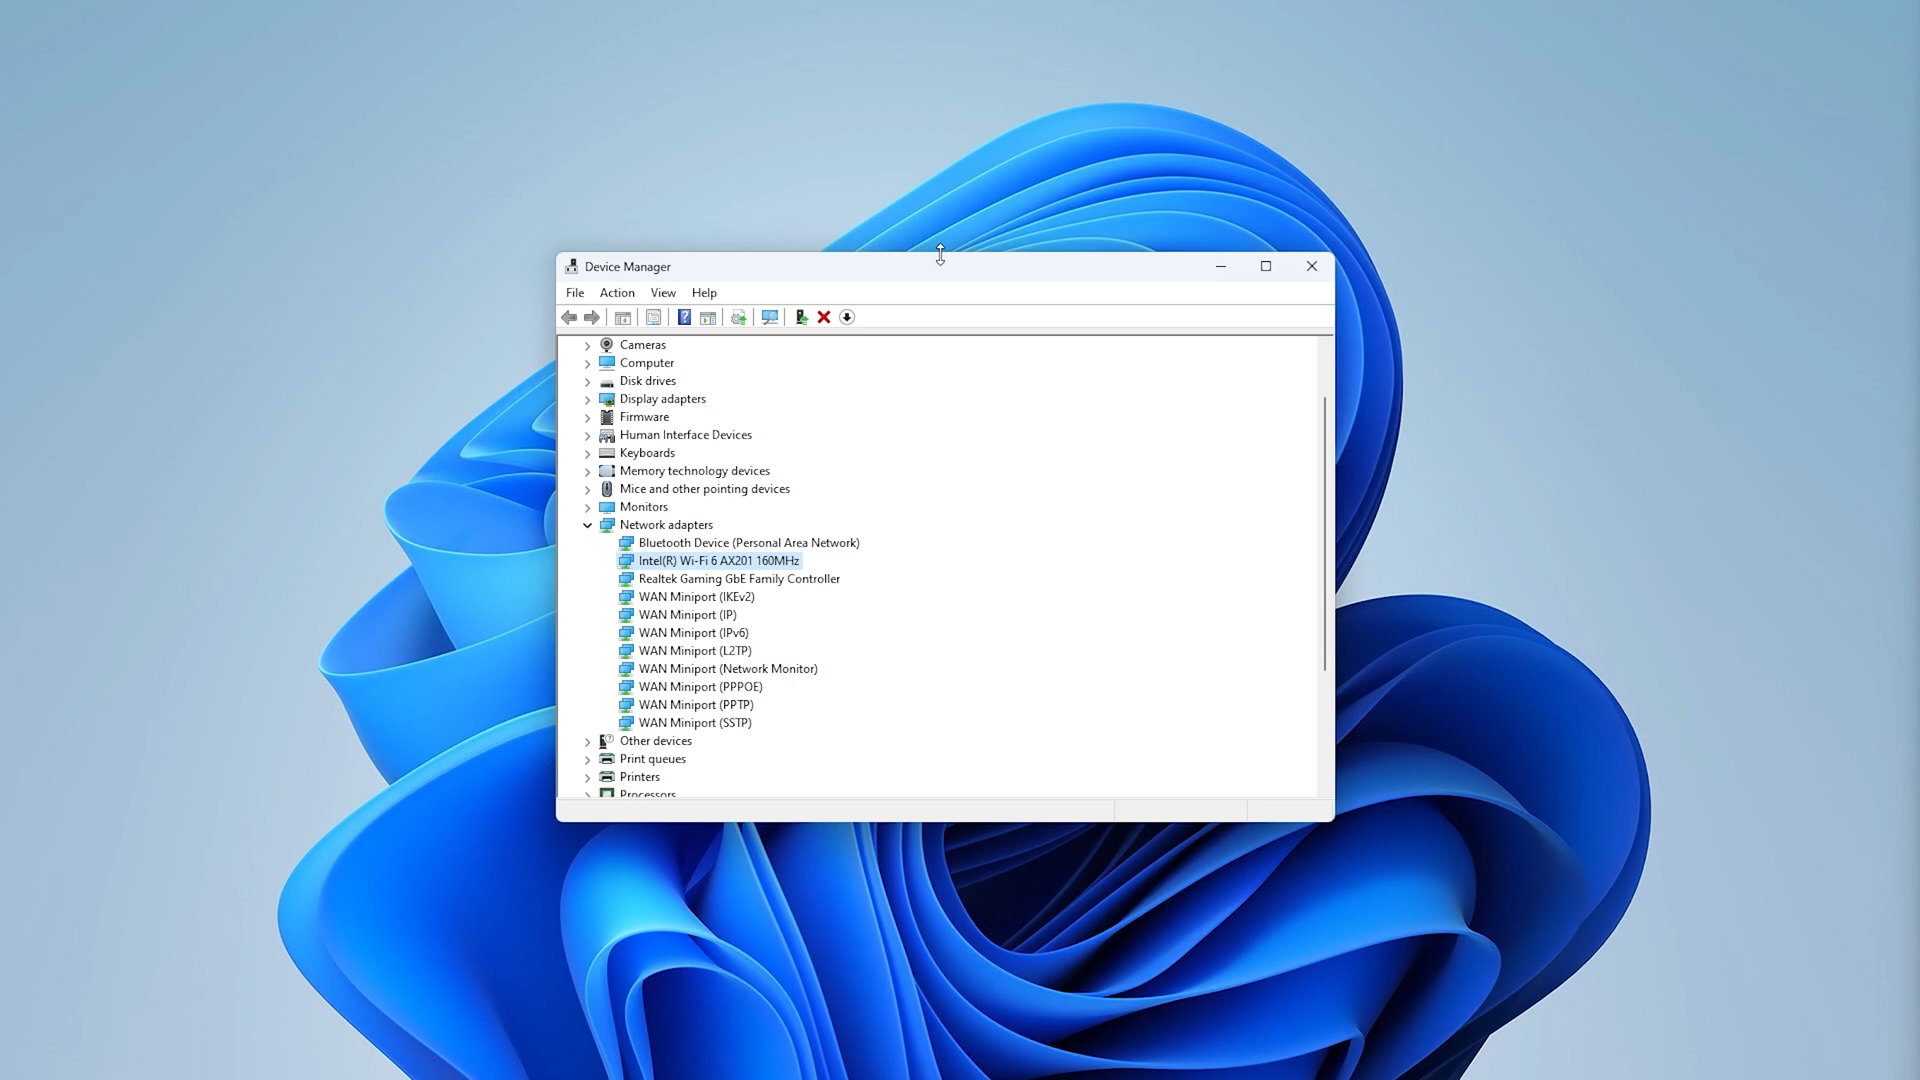 Device Manager
File Action View Help
Cameras
Computer
Disk drives
Display adapters
Firmware
Human Interface Devices
Keyboards
Memory technology devices
Mice and other pointing devices
Monitors
Network adapters
Bluetooth Device (Personal Area Network)
Intel(R) Wi-Fi 6 AX201 160MHz
Realtek Gaming GbE Family Controller
WAN Miniport (IKEv2)
WAN Miniport (IP)
WAN Miniport (IPv6)
WAN Miniport (L2TP)
WAN Miniport (Network Monitor)
WAN Miniport (PPPOE)
WAN Miniport (PPTP)
WAN Miniport (SSTP)
Other devices
Print queues
Printers
Processors